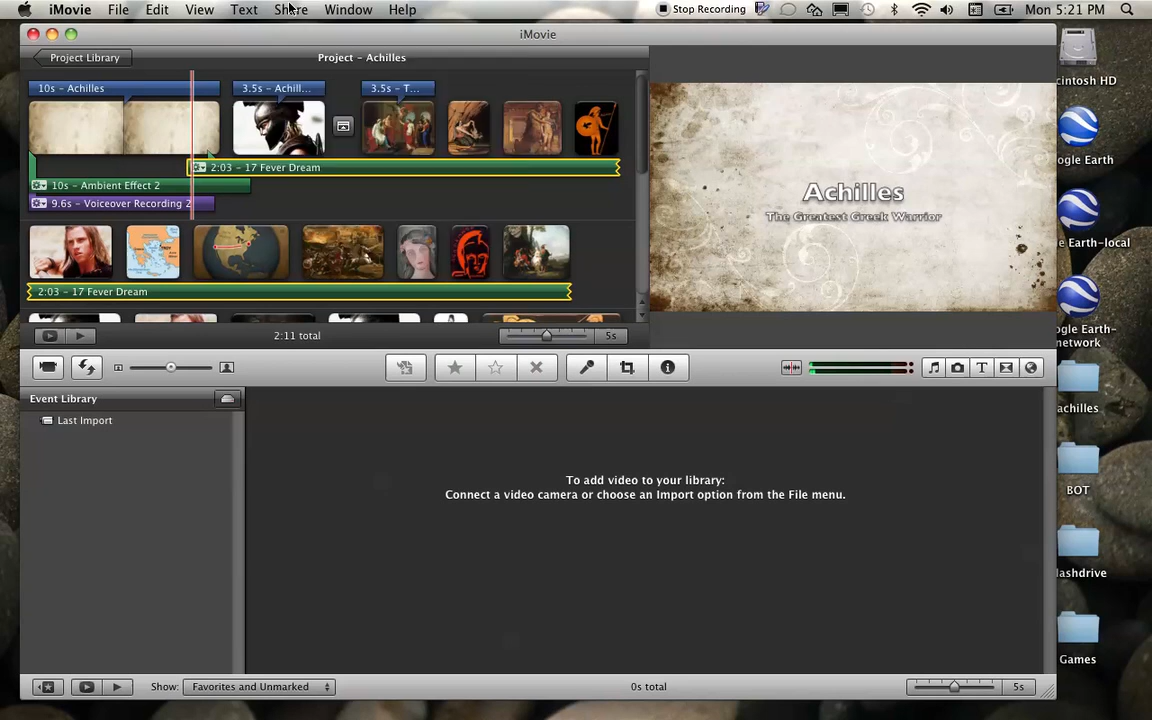 iMovie File Edit View Text Share Window Help Stop Recording Mon 5:21 PM
iMovie
Project Library
Project - Achilles
10s - Achilles
3.5s - Achill...
3.5s - T...
2:03 - 17 Fever Dream
10s - Ambient Effect 2
9.6s - Voiceover Recording 2
2:03 - 17 Fever Dream
2:11 total
5s
Achilles
The Greatest Greek Warrior
Event Library
Last Import
To add video to your library:
Connect a video camera or choose an Import option from the File menu.
Show: Favorites and Unmarked
0s total
5s
cintosh HD
ogle Earth
e Earth-local
ogle Earth-
network
achilles
BOT
lashdrive
Games